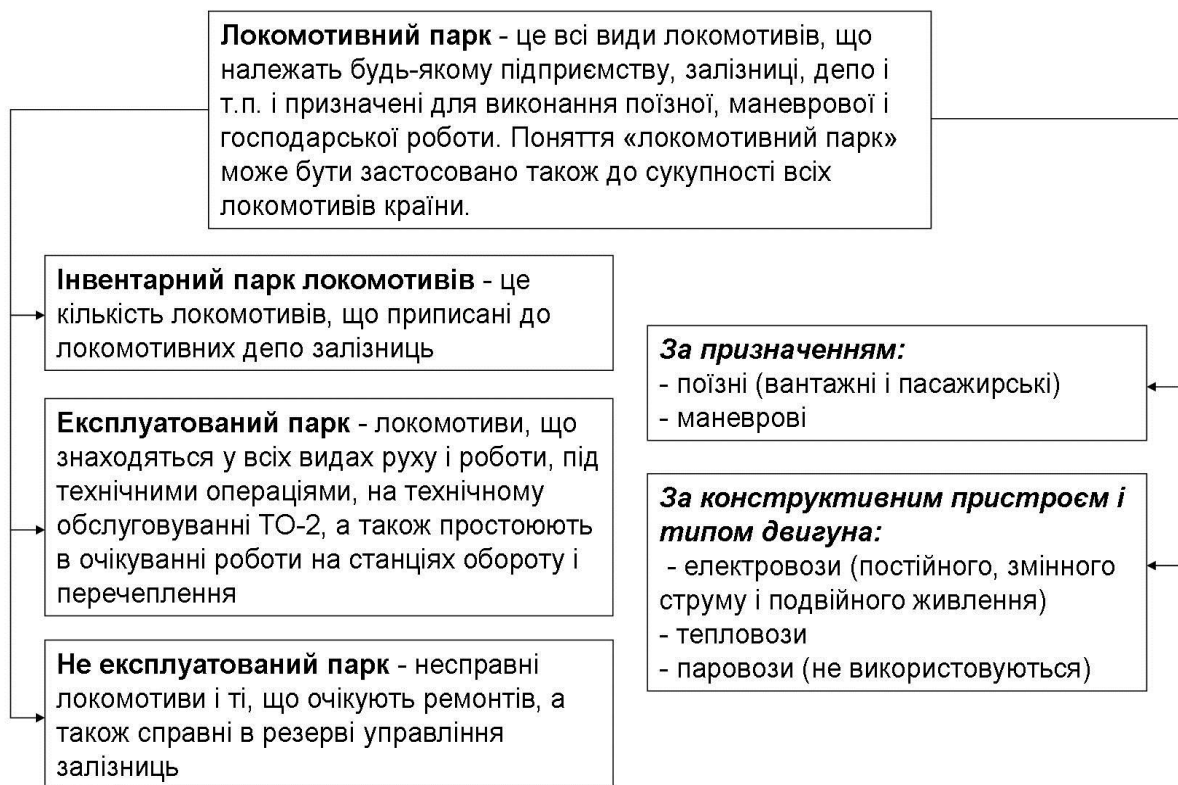 Локомотивний парк - це всі види локомотивів, що
належать будь-якому підприємству, залізниці, депо і
т.п. і призначені для виконання поїзної, маневрової і
господарської роботи. Поняття «локомотивний парк»
може бути застосовано також до сукупності всіх
локомотивів країни.
Інвентарний парк локомотивів - це
кількість локомотивів, що приписані до
локомотивних депо залізниць
Експлуатований парк - локомотиви, що
знаходяться у всіх видах руху і роботи, під
технічними операціями, на технічному
обслуговуванні ТО-2, а також простоюють
в очікуванні роботи на станціях обороту і
перечеплення
Не експлуатований парк - несправні
локомотиви і ті, що очікують ремонтів, а
також справні в резерві управління
залізниць
За призначенням:
- поїзні (вантажні і пасажирські)
- маневрові
За конструктивним пристроєм і
типом двигуна:
- електровози (постійного, змінного
струму і подвійного живлення)
- тепловози
- паровози (не використовуються)